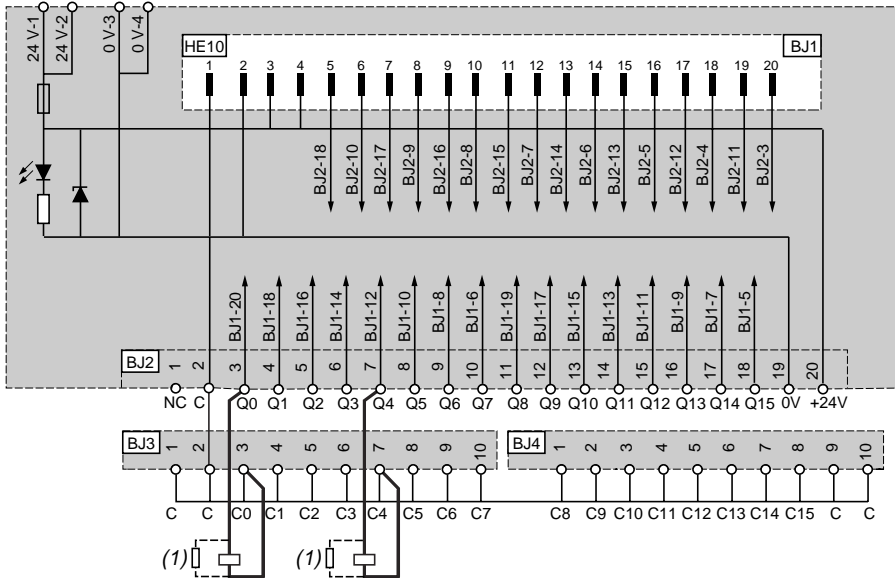 24 V-1
24 V-2
0 V-3
0 V-4
HE10
BJ1
1 2 3 4 5 6 7 8 9 10 11 12 13 14 15 16 17 18 19 20
BJ2-18
BJ2-10
BJ2-17
BJ2-9
BJ2-16
BJ2-8
BJ2-15
BJ2-7
BJ2-14
BJ2-6
BJ2-13
BJ2-5
BJ2-12
BJ2-4
BJ2-11
BJ2-3
BJ1-20
BJ1-18
BJ1-16
BJ1-14
BJ1-12
BJ1-10
BJ1-8
BJ1-6
BJ1-19
BJ1-17
BJ1-15
BJ1-13
BJ1-11
BJ1-9
BJ1-7
BJ1-5
BJ2
1 2 3 4 5 6 7 8 9 10 11 12 13 14 15 16 17 18 19 20
NC C Q0 Q1 Q2 Q3 Q4 Q5 Q6 Q7 Q8 Q9 Q10 Q11 Q12 Q13 Q14 Q15 0V +24V
BJ3
1 2 3 4 5 6 7 8 9 10
BJ4
1 2 3 4 5 6 7 8 9 10
C C C0 C1 C2 C3 C4 C5 C6 C7
C8 C9 C10 C11 C12 C13 C14 C15 C C
(1)
(1)